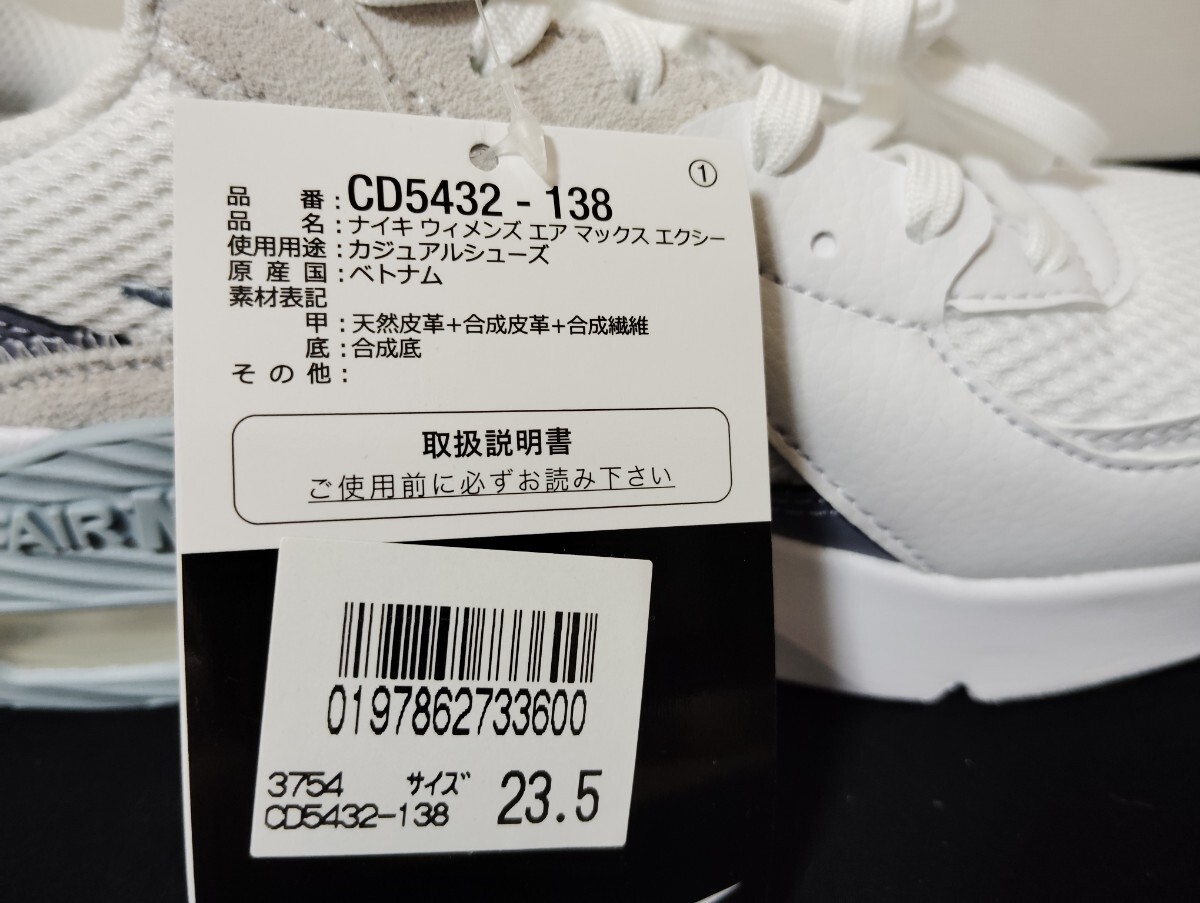 ①
品 番 : CD5432 - 138
品 名 : ナイキ ウィメンズ エア マックス エクシー
使用用途 : カジュアルシューズ
原 産 国 : ベトナム
素材表記
甲 : 天然皮革+合成皮革+合成繊維
底 : 合成底
そ の 他 :
取扱説明書
ご使用前に必ずお読み下さい
AIR M
0197862733600
3754 サイズ 23.5
CD5432-138